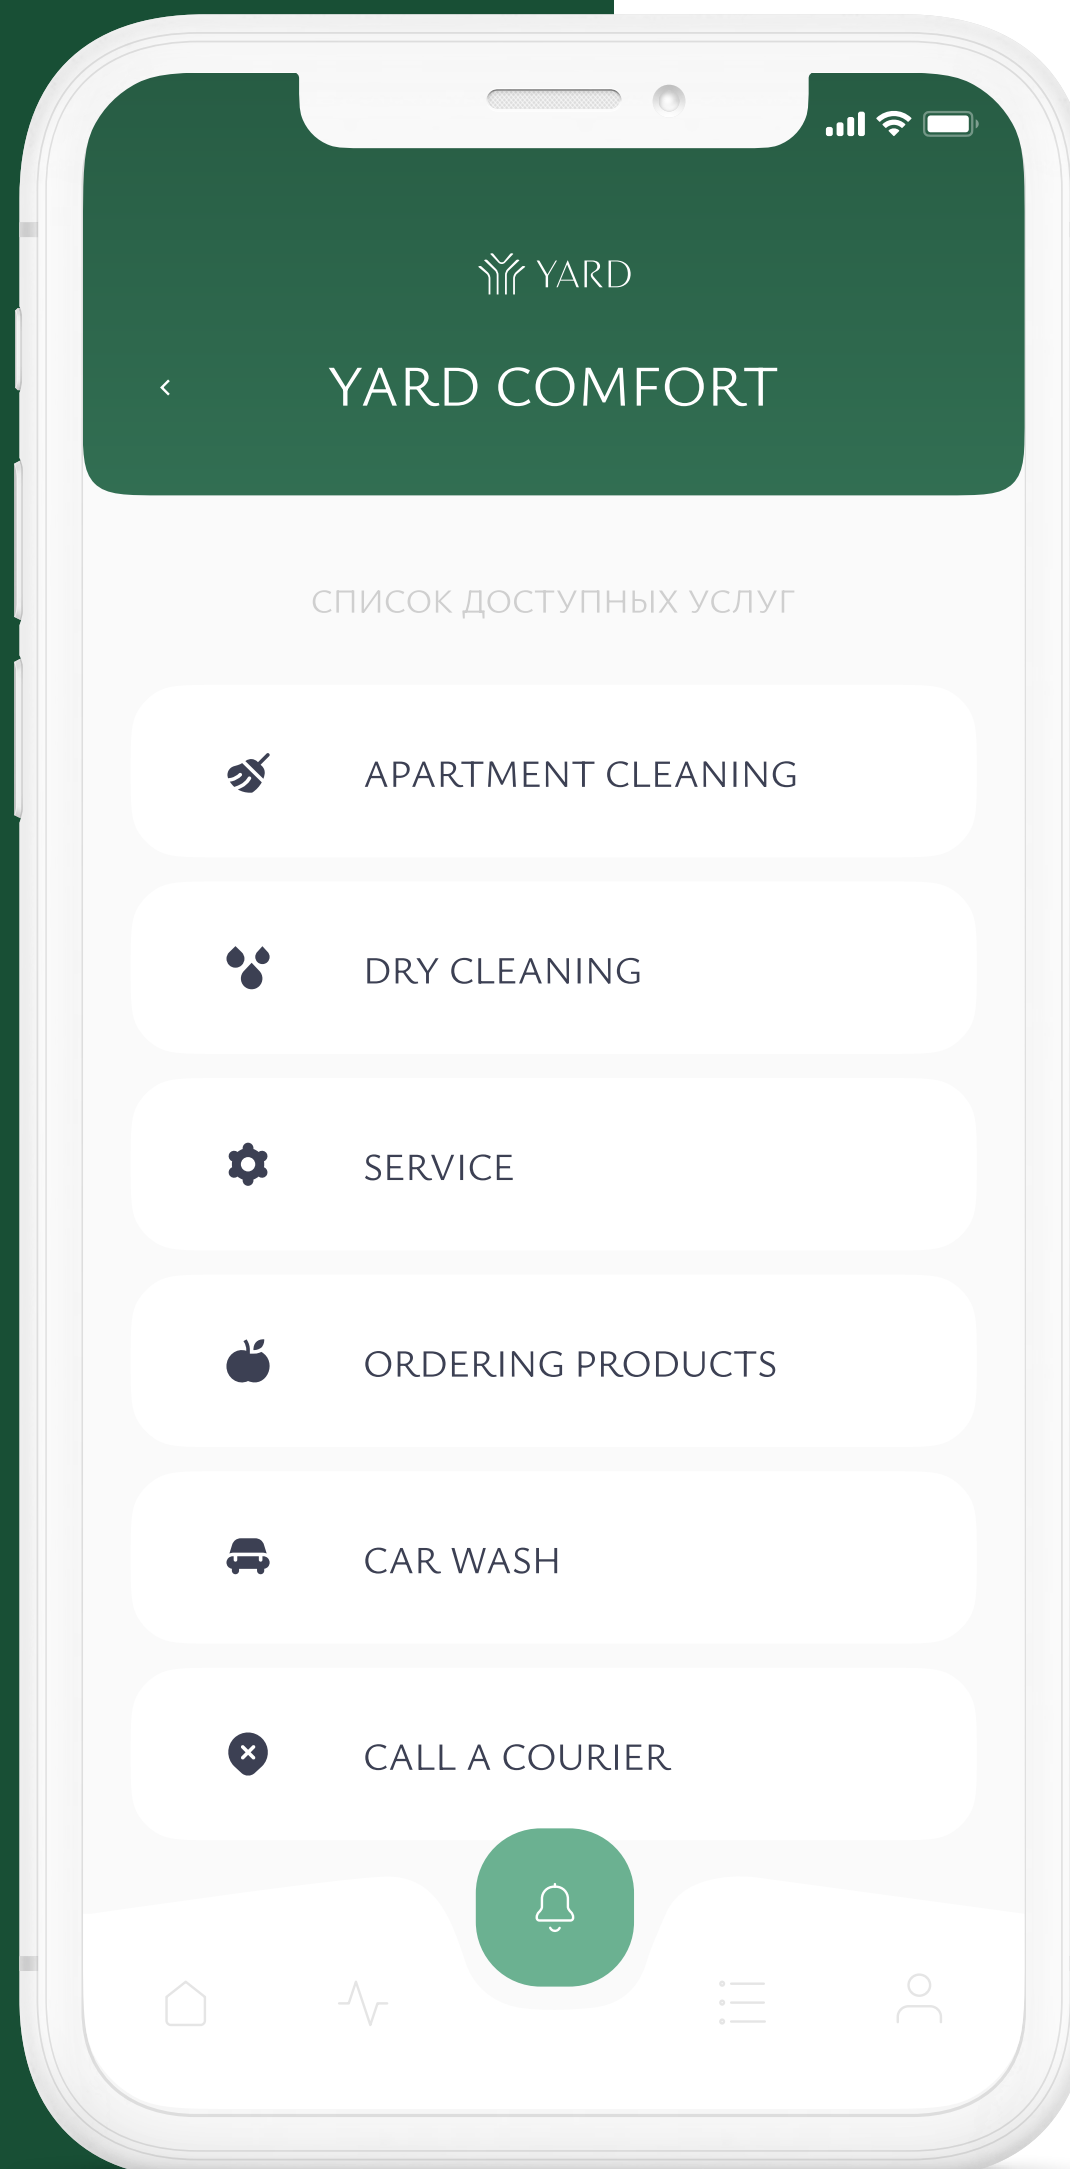 YARD
YARD COMFORT
СПИСОК ДОСТУПНЫХ УСЛУГ
APARTMENT CLEANING
DRY CLEANING
SERVICE
ORDERING PRODUCTS
CAR WASH
CALL A COURIER